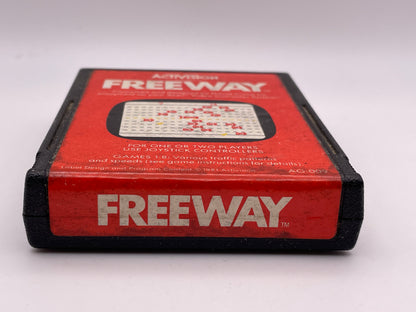 ACTIVISION
FREEWAY
FOR ONE OR TWO PLAYERS
USE JOYSTICK CONTROLLERS
GAMES 1-8: Various traffic patterns
and speeds (see game instructions for details).
AG-009
FREEWAY™